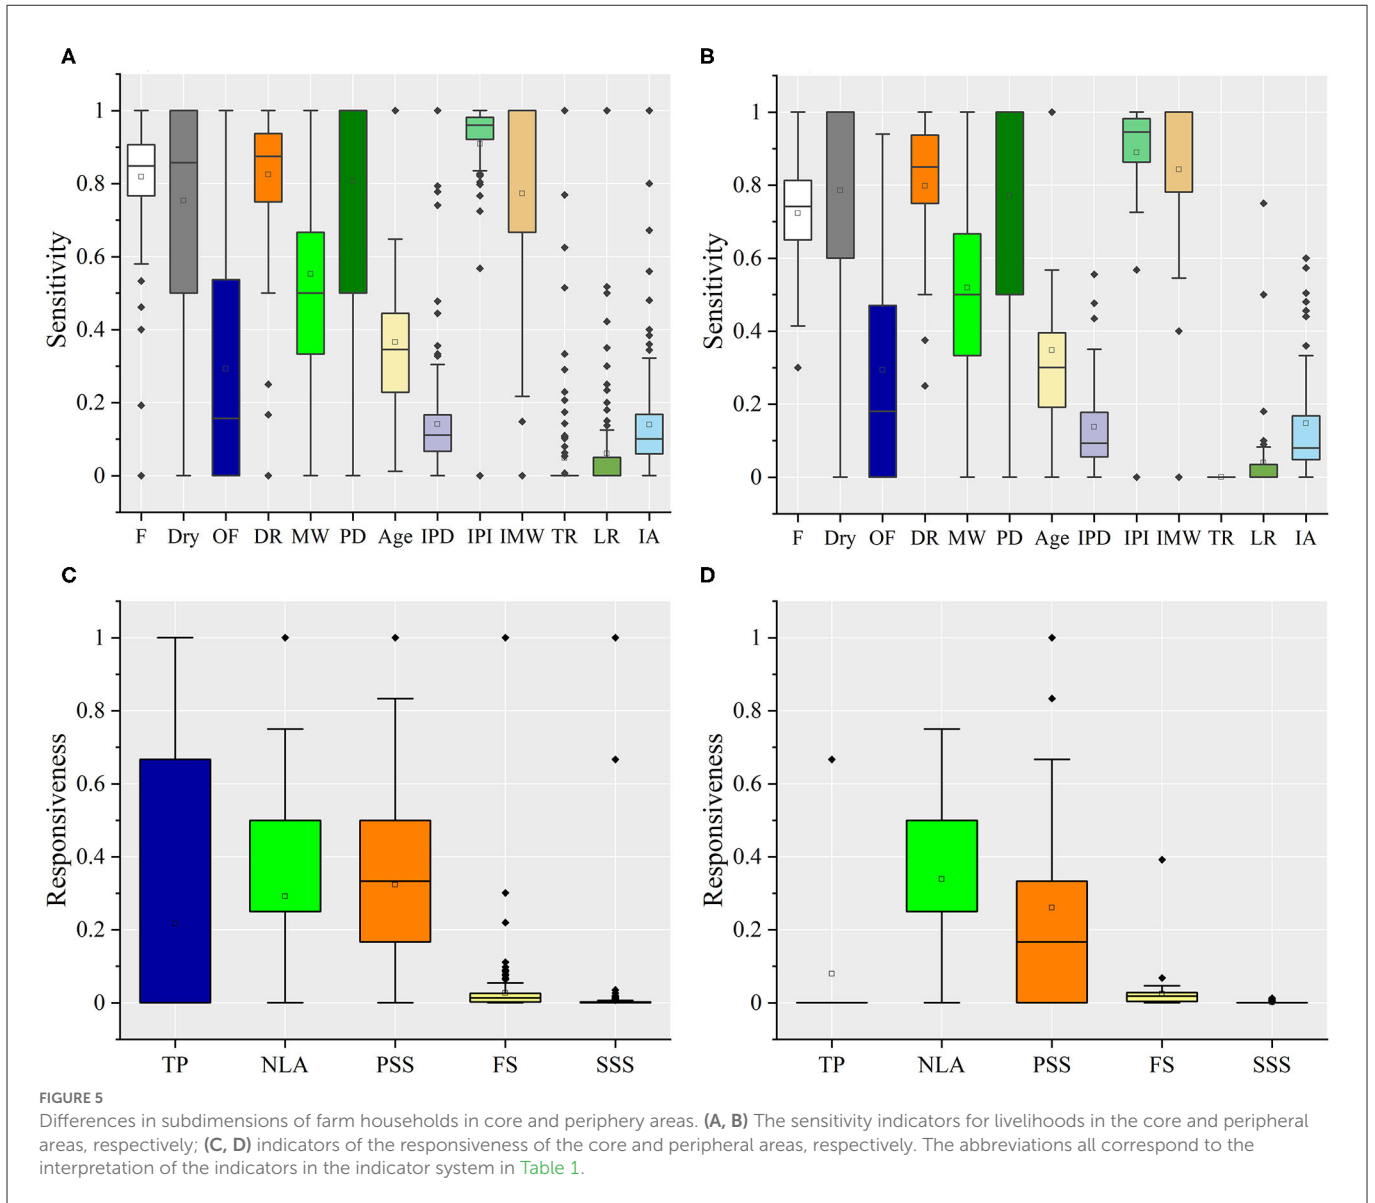 A
Sensitivity
1
0.8
0.6
0.4
0.2
0
F Dry OF DR MW PD Age IPD IPI IMW TR LR IA
B
Sensitivity
1
0.8
0.6
0.4
0.2
0
F Dry OF DR MW PD Age IPD IPI IMW TR LR IA
C
Responsiveness
1
0.8
0.6
0.4
0.2
0
TP NLA PSS FS SSS
D
Responsiveness
1
0.8
0.6
0.4
0.2
0
TP NLA PSS FS SSS
FIGURE 5
Differences in subdimensions of farm households in core and periphery areas. (A, B) The sensitivity indicators for livelihoods in the core and peripheral
areas, respectively; (C, D) indicators of the responsiveness of the core and peripheral areas, respectively. The abbreviations all correspond to the
interpretation of the indicators in the indicator system in Table 1.